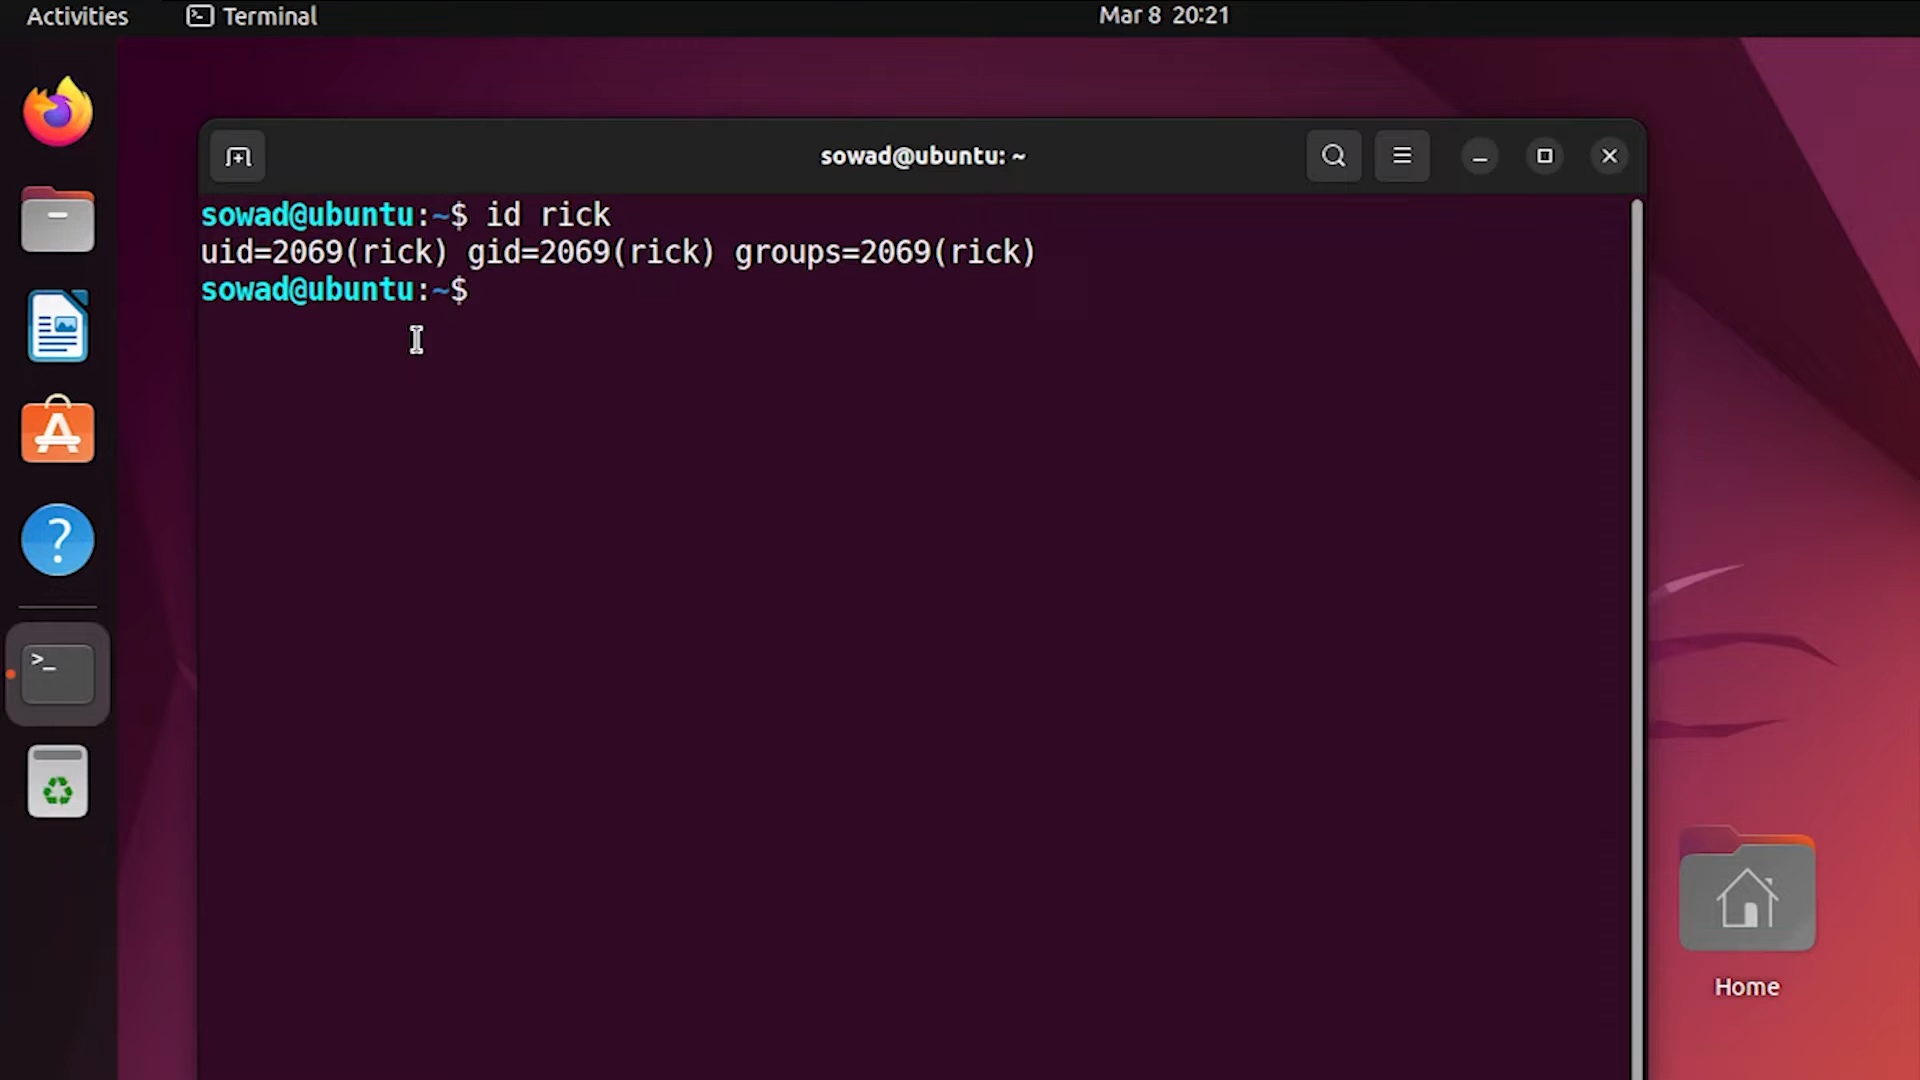 Activities
Terminal
Mar 8 20:21
sowad@ubuntu: ~
sowad@ubuntu:~$ id rick
uid=2069(rick) gid=2069(rick) groups=2069(rick)
sowad@ubuntu:~$
Home